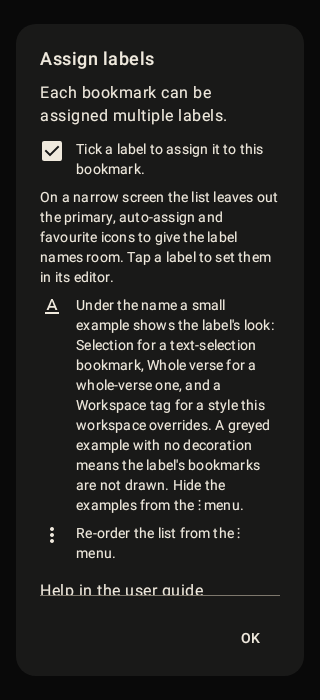 Assign labels
Each bookmark can be
assigned multiple labels.
Tick a label to assign it to this
bookmark.
On a narrow screen the list leaves out
the primary, auto-assign and
favourite icons to give the label
names room. Tap a label to set them
in its editor.
Under the name a small
example shows the label's look:
Selection for a text-selection
bookmark, Whole verse for a
whole-verse one, and a
Workspace tag for a style this
workspace overrides. A greyed
example with no decoration
means the label's bookmarks
are not drawn. Hide the
examples from the ⋮ menu.
Re-order the list from the ⋮
menu.
Help in the user guide
OK